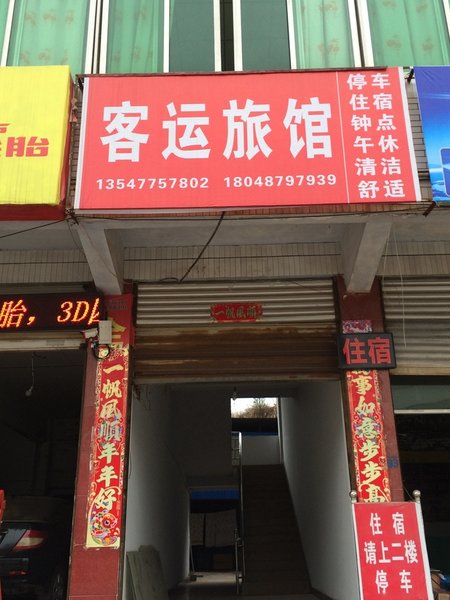 客运旅馆
13547757802 18048797939
停车
住宿
钟点
午休
清洁
舒适
胎
胎，3D
一帆风顺
住宿
一帆风顺年年好
事如意步步高
住宿
请上二楼
停车